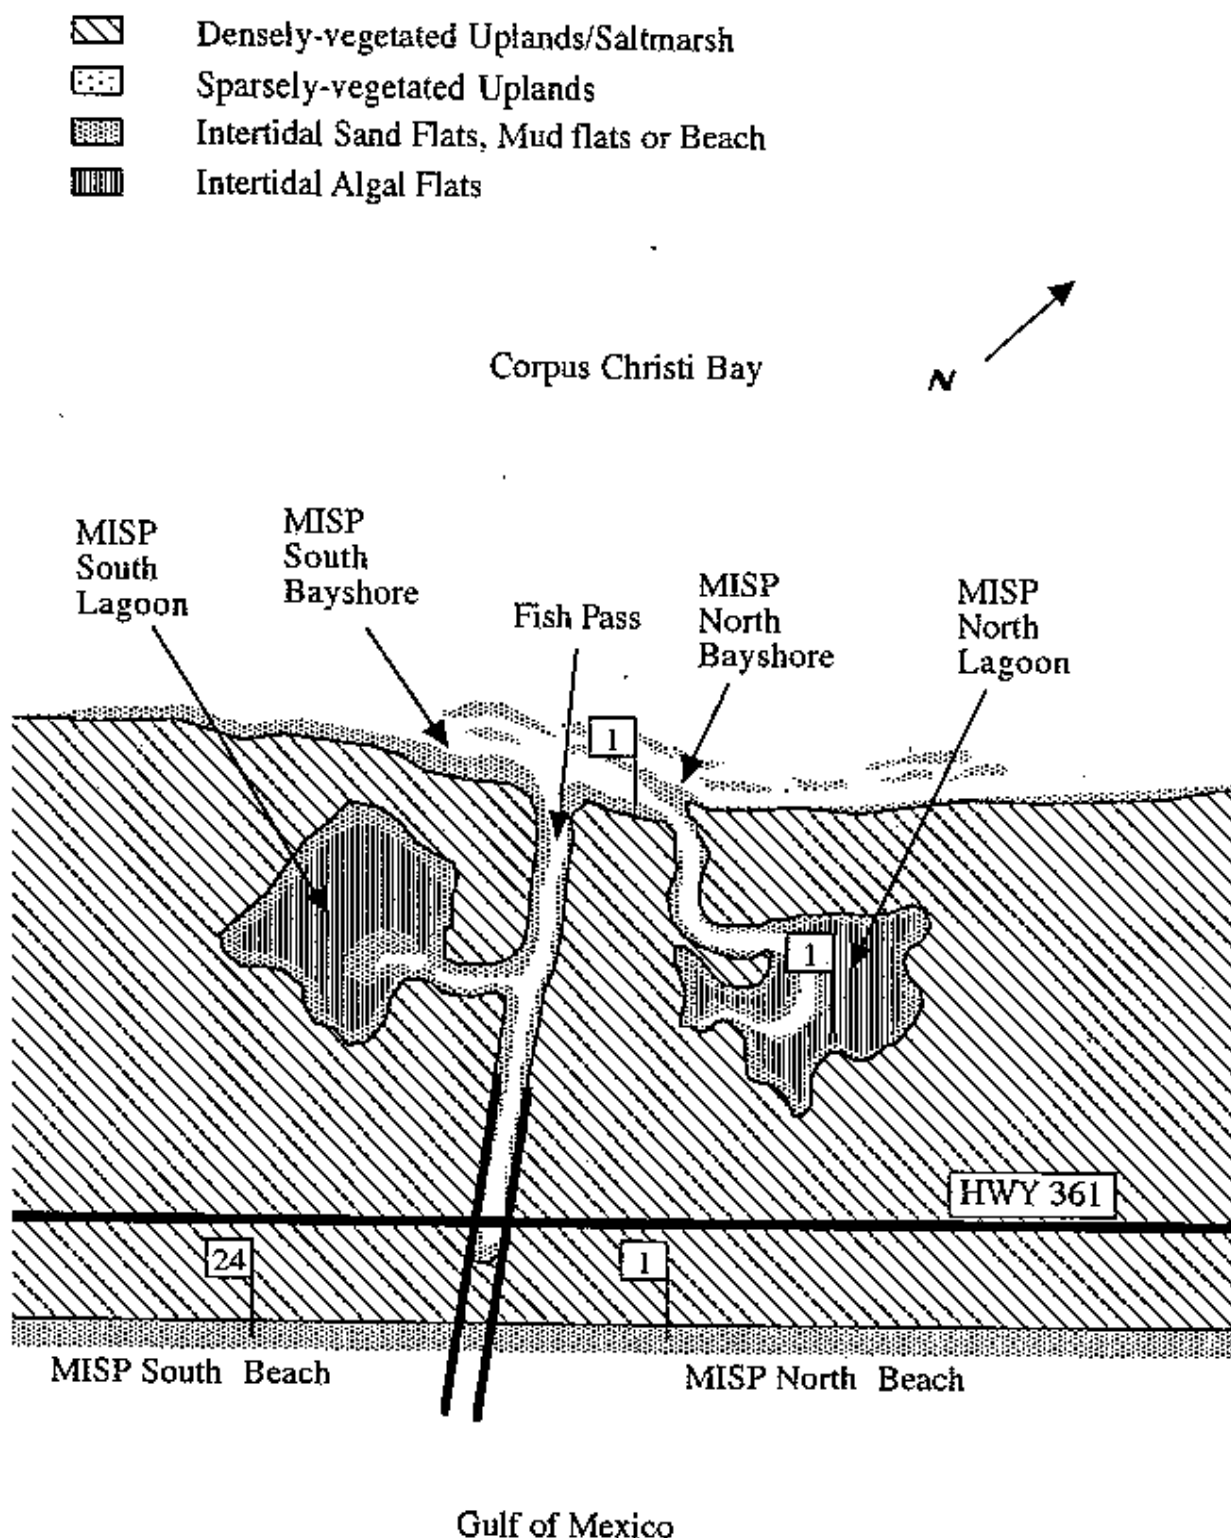 Densely-vegetated Uplands/Saltmarsh
Sparsely-vegetated Uplands
Intertidal Sand Flats, Mud flats or Beach
Intertidal Algal Flats
N
Corpus Christi Bay
MISP
South
Lagoon
MISP
South
Bayshore
Fish Pass
MISP
North
Bayshore
MISP
North
Lagoon
1
1
HWY 361
24
1
MISP South Beach
MISP North Beach
Gulf of Mexico